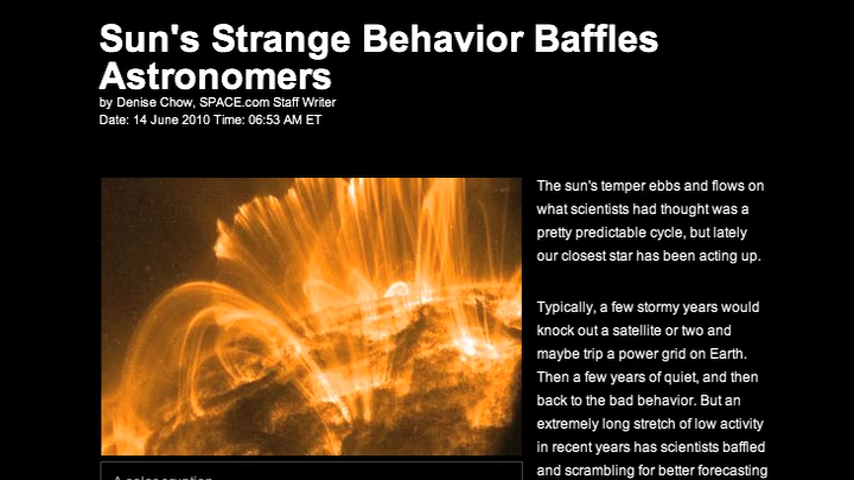 Sun's Strange Behavior Baffles
Astronomers
by Denise Chow, SPACE.com Staff Writer
Date: 14 June 2010 Time: 06:53 AM ET
The sun's temper ebbs and flows on
what scientists had thought was a
pretty predictable cycle, but lately
our closest star has been acting up.
Typically, a few stormy years would
knock out a satellite or two and
maybe trip a power grid on Earth.
Then a few years of quiet, and then
back to the bad behavior. But an
extremely long stretch of low activity
in recent years has scientists baffled
and scrambling for better forecasting
A solar eruption